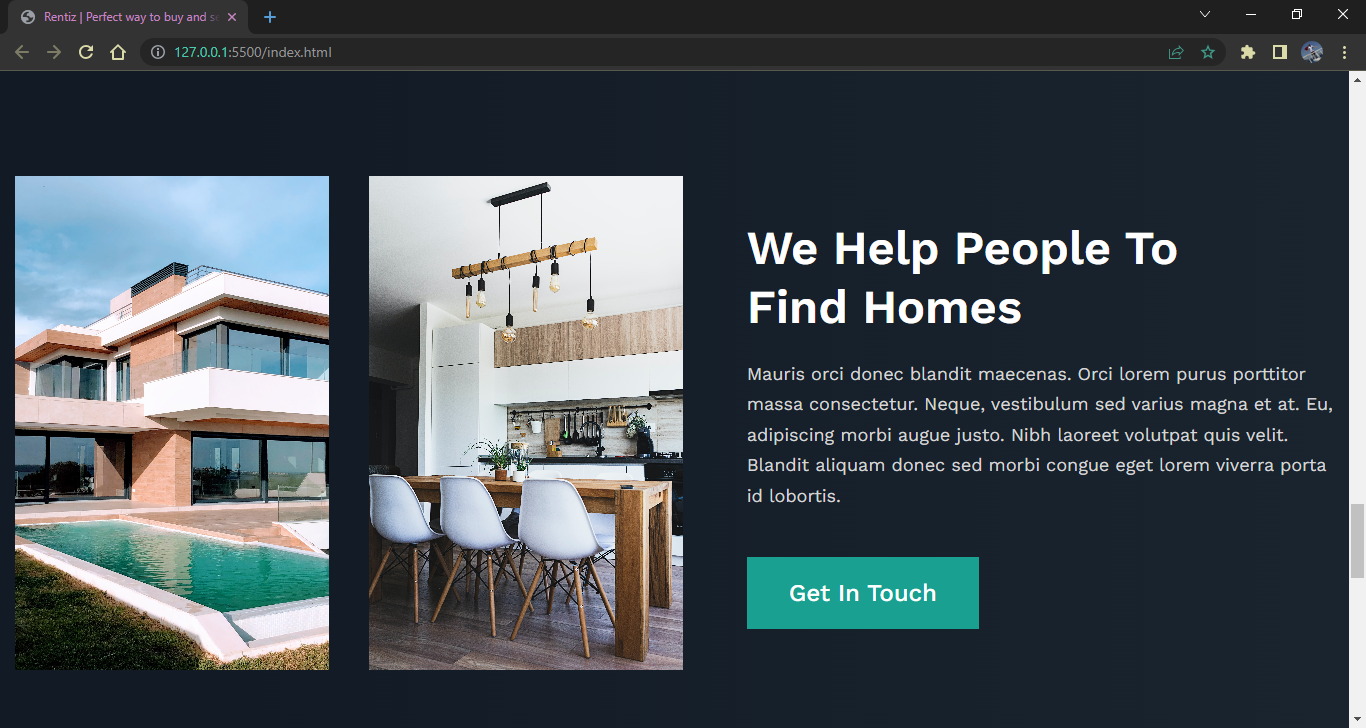 Rentiz | Perfect way to buy and se
127.0.0.1:5500/index.html
We Help People To
Find Homes
Mauris orci donec blandit maecenas. Orci lorem purus porttitor
massa consectetur. Neque, vestibulum sed varius magna et at. Eu,
adipiscing morbi augue justo. Nibh laoreet volutpat quis velit.
Blandit aliquam donec sed morbi congue eget lorem viverra porta
id lobortis.
Get In Touch